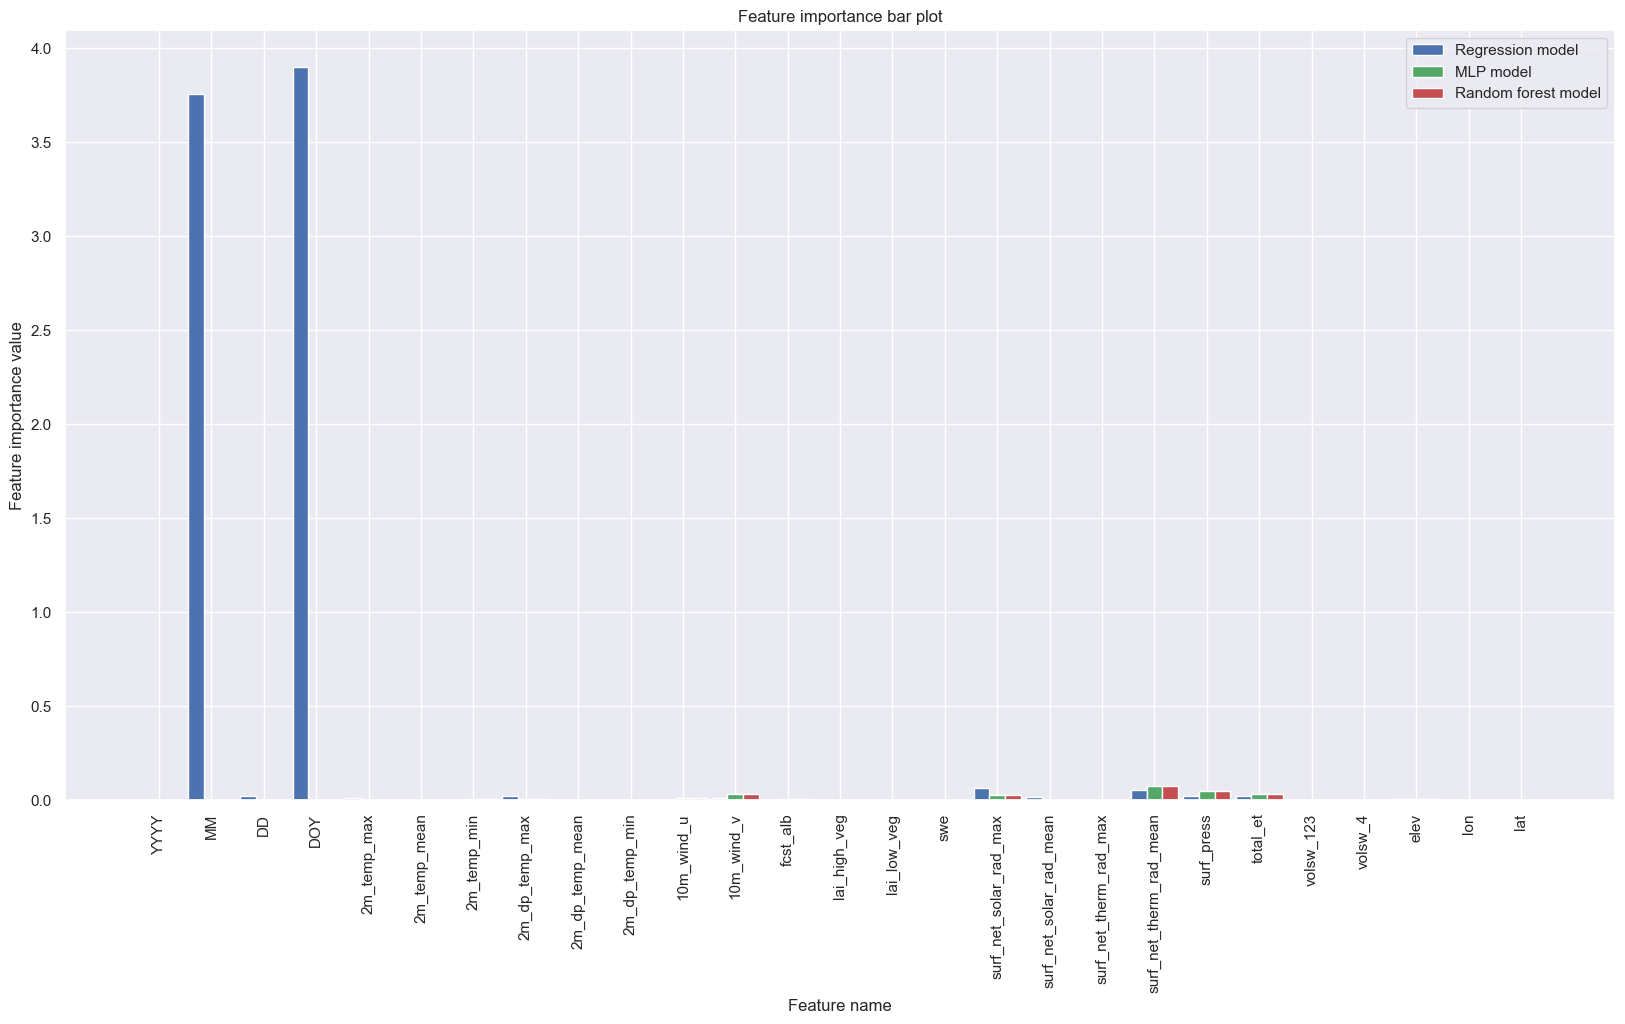 Feature importance bar plot
Regression model
MLP model
Random forest model
Feature importance value
4.0
3.5
3.0
2.5
2.0
1.5
1.0
0.5
0.0
YYYY
MM
DD
DOY
2m_temp_max
2m_temp_mean
2m_temp_min
2m_dp_temp_max
2m_dp_temp_mean
2m_dp_temp_min
10m_wind_u
10m_wind_v
fcst_alb
lai_high_veg
lai_low_veg
swe
surf_net_solar_rad_max
surf_net_solar_rad_mean
surf_net_therm_rad_max
surf_net_therm_rad_mean
surf_press
total_et
volsw_123
volsw_4
elev
lon
lat
Feature name